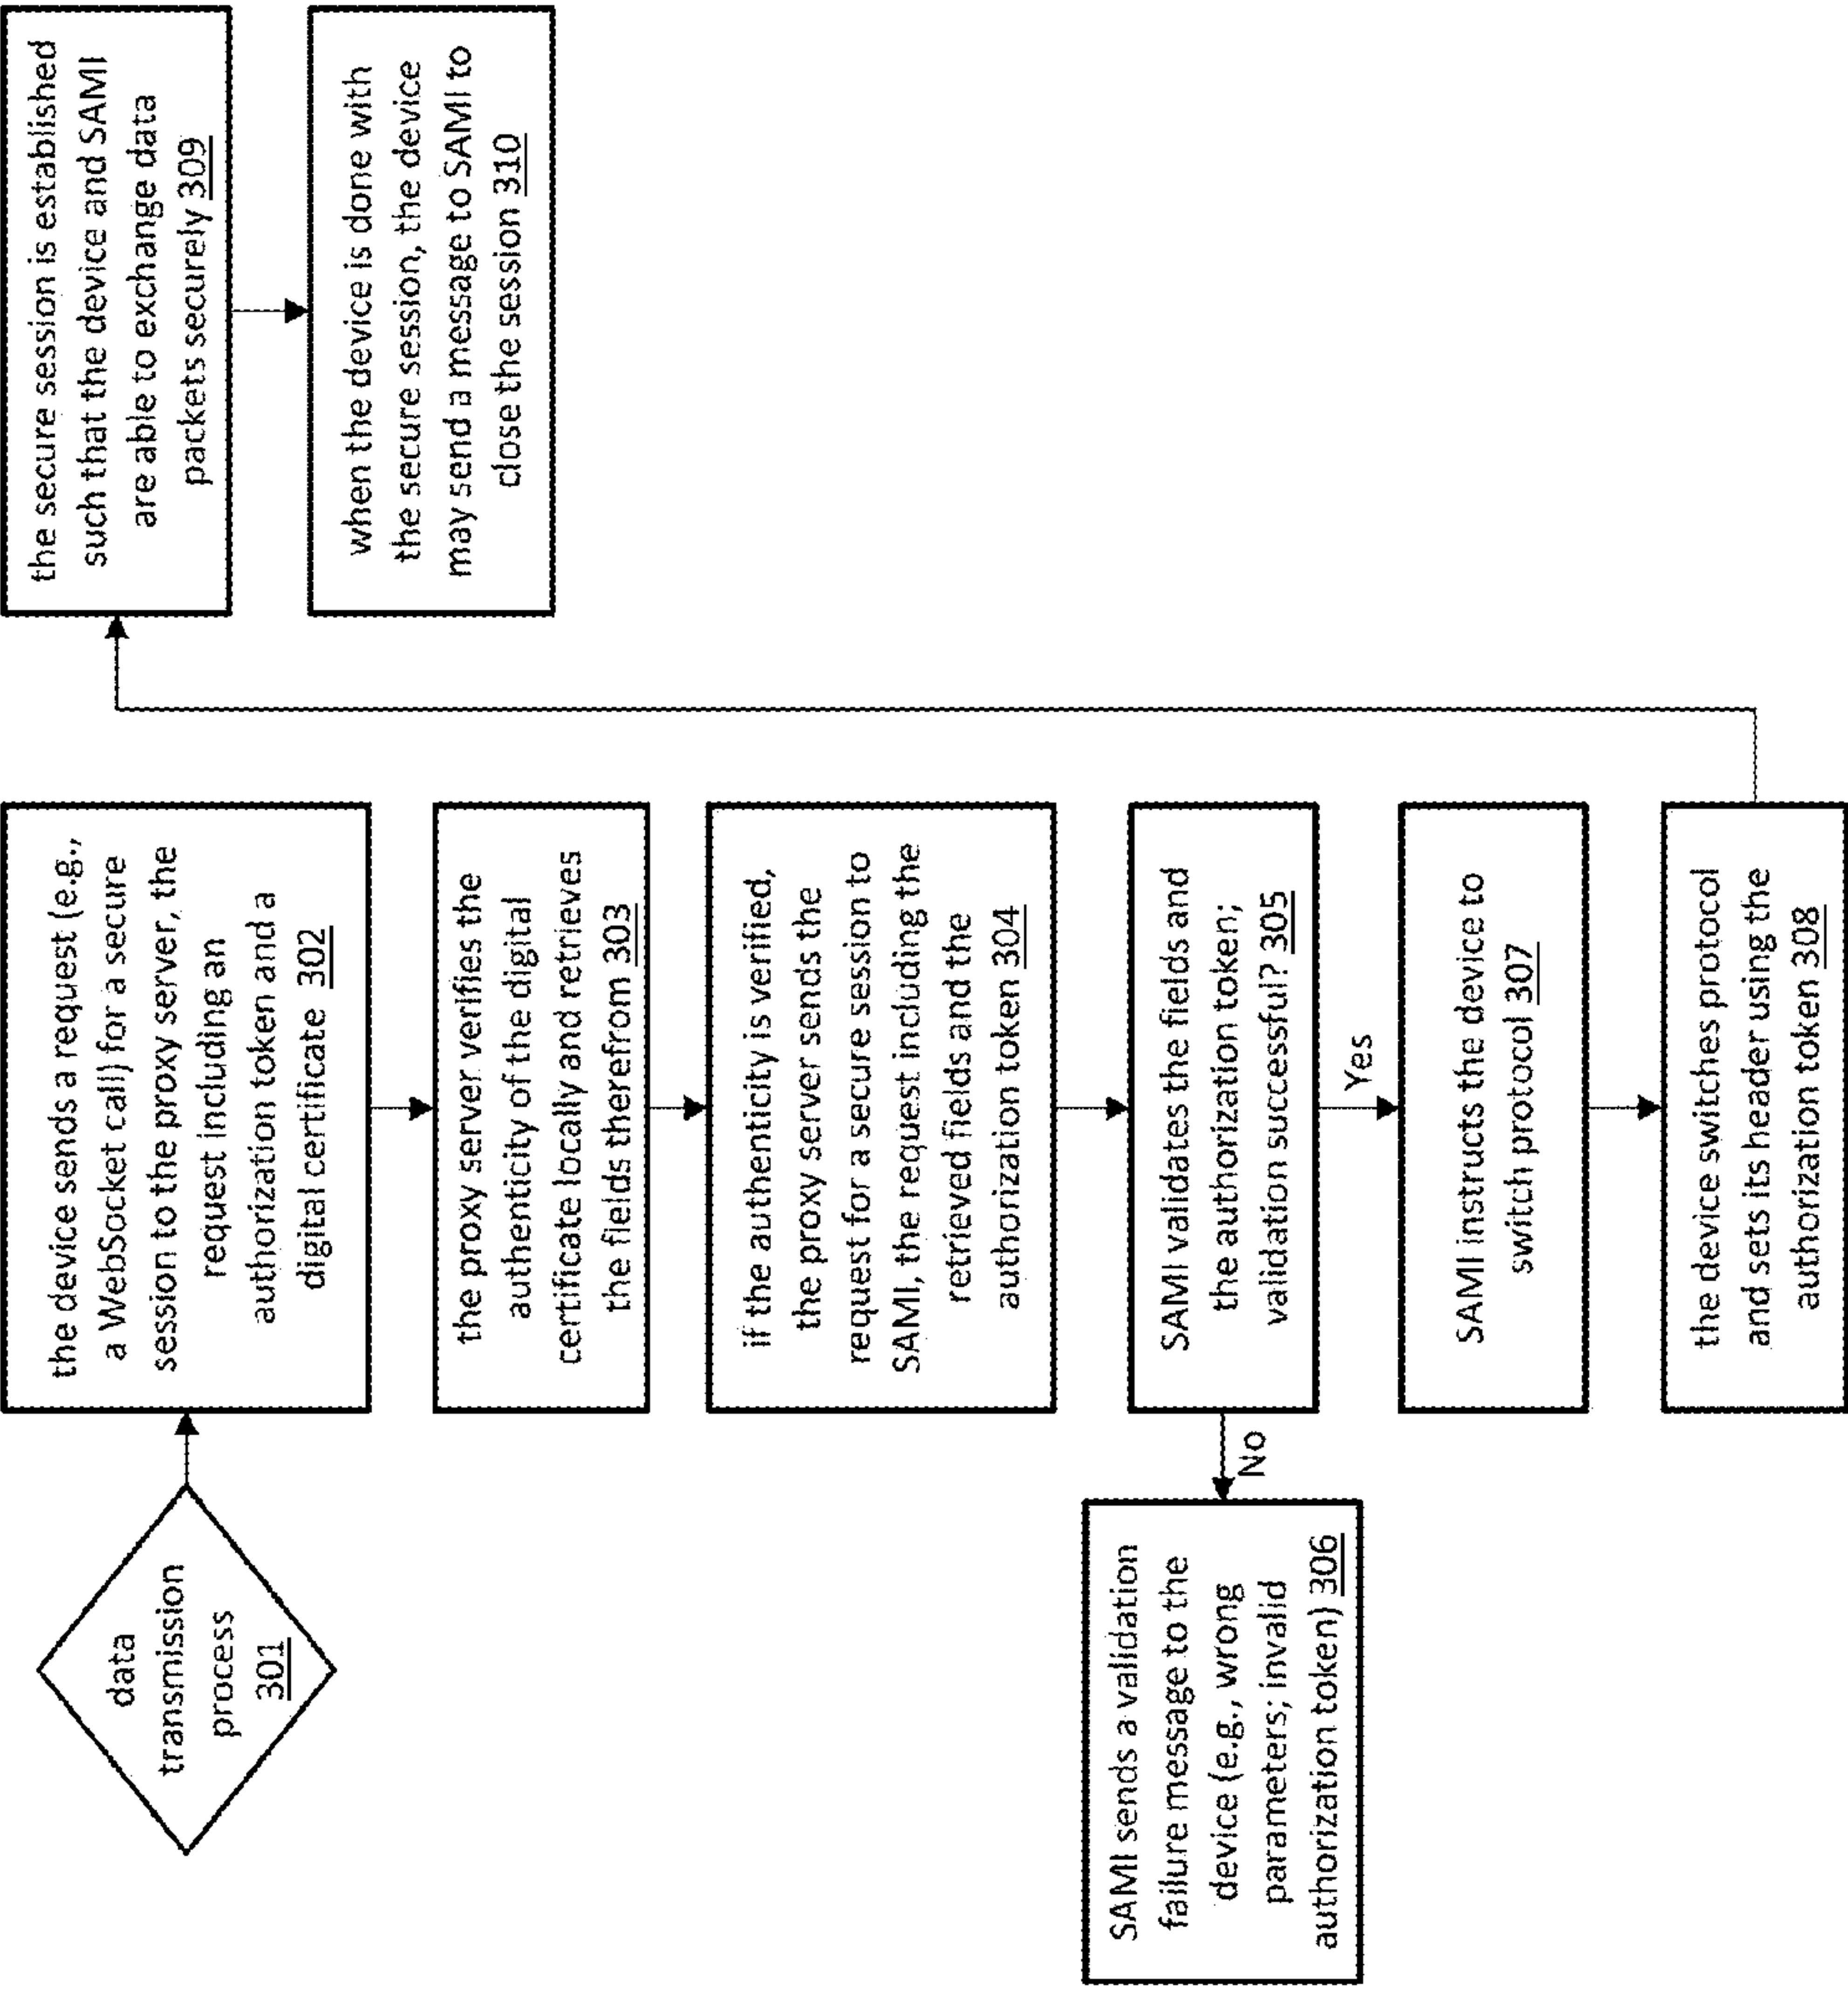 data
transmission
process
301
the device sends a request (e.g.,
a WebSocket call) for a secure
session to the proxy server, the
request including an
authorization token and a
digital certificate 302
the proxy server verifies the
authenticity of the digital
certificate locally and retrieves
the fields therefrom 303
if the authenticity is verified,
the proxy server sends the
request for a secure session to
SAMI, the request including the
retrieved fields and the
authorization token 304
SAMI validates the fields and
the authorization token;
validation successful? 305
No
SAMI sends a validation
failure message to the
device (e.g., wrong
parameters; invalid
authorization token) 306
Yes
SAMI instructs the device to
switch protocol 307
the device switches protocol
and sets its header using the
authorization token 308
the secure session is established
such that the device and SAMI
are able to exchange data
packets securely 309
when the device is done with
the secure session, the device
may send a message to SAMI to
close the session 310